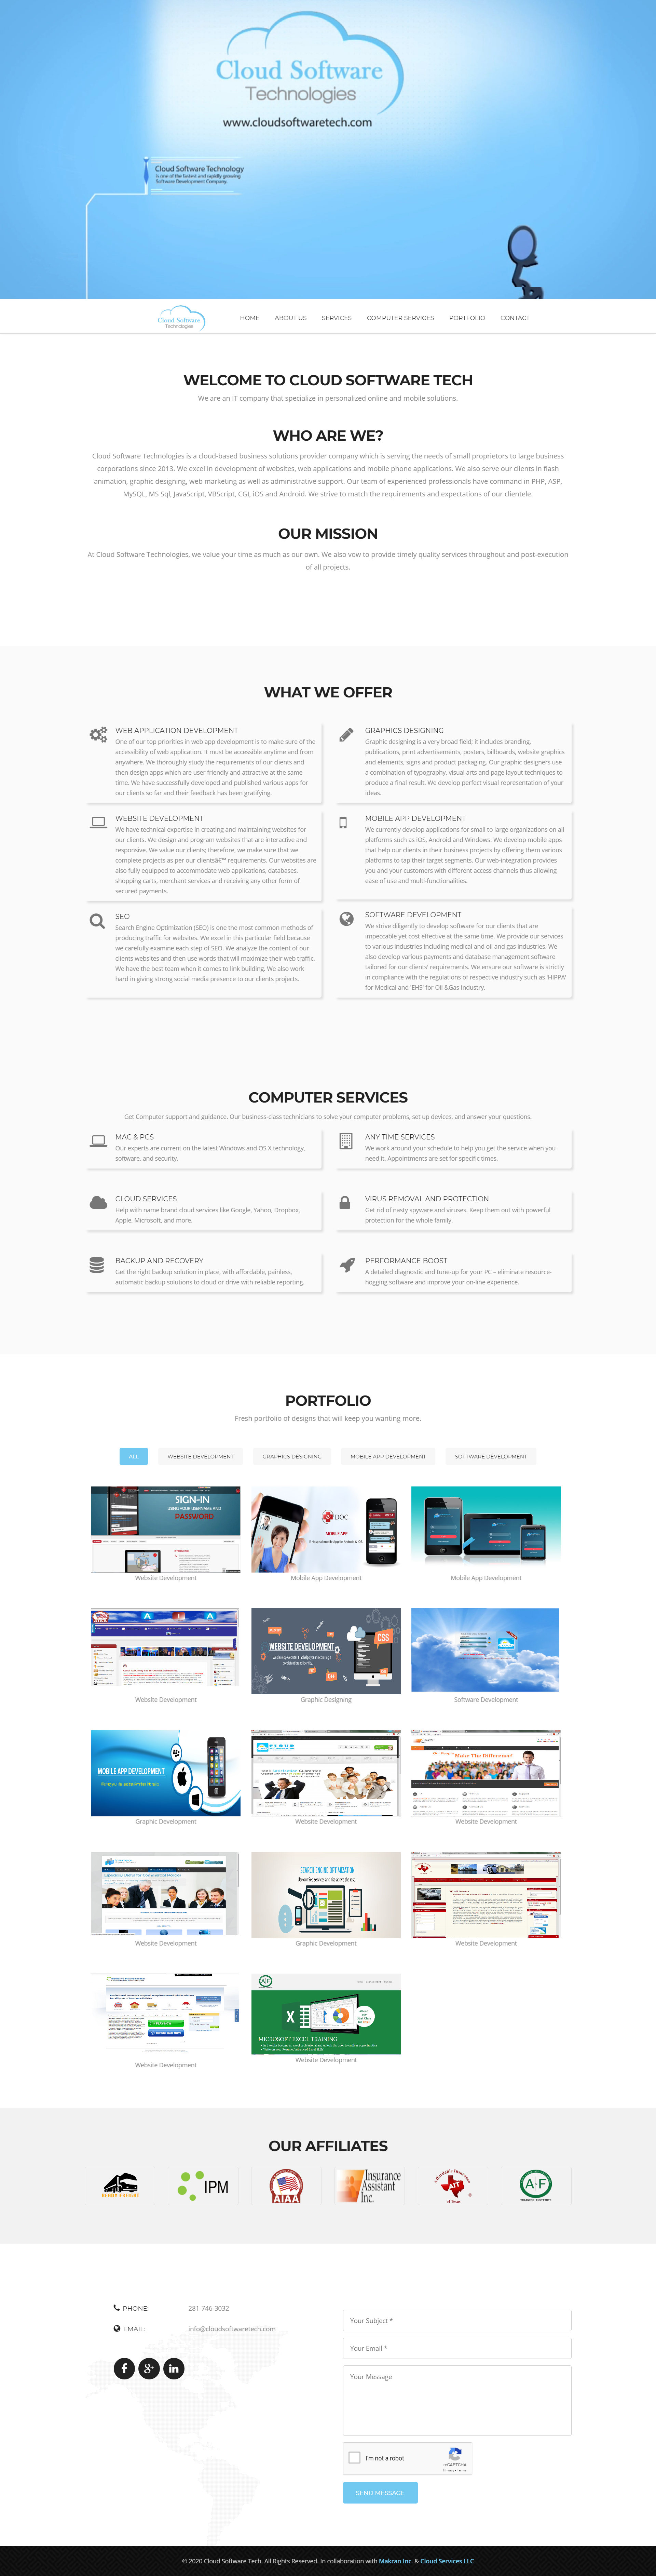 Cloud Software
Technologies
www.cloudsoftwaretech.com
Cloud Software Technology
is one of the fastest and rapidly growing
Software Development Company.
Cloud Software
Technologies
HOME
ABOUT US
SERVICES
COMPUTER SERVICES
PORTFOLIO
CONTACT
WELCOME TO CLOUD SOFTWARE TECH
We are an IT company that specialize in personalized online and mobile solutions.
WHO ARE WE?
Cloud Software Technologies is a cloud-based business solutions provider company which is serving the needs of small proprietors to large business
corporations since 2013. We excel in development of websites, web applications and mobile phone applications. We also serve our clients in flash
animation, graphic designing, web marketing as well as administrative support. Our team of experienced professionals have command in PHP, ASP,
MySQL, MS Sql, JavaScript, VBScript, CGI, iOS and Android. We strive to match the requirements and expectations of our clientele.
OUR MISSION
At Cloud Software Technologies, we value your time as much as our own. We also vow to provide timely quality services throughout and post-execution
of all projects.
WHAT WE OFFER
WEB APPLICATION DEVELOPMENT
One of our top priorities in web app development is to make sure of the
accessibility of web application. It must be accessible anytime and from
anywhere. We thoroughly study the requirements of our clients and
then design apps which are user friendly and attractive at the same
time. We have successfully developed and published various apps for
our clients so far and their feedback has been gratifying.
GRAPHICS DESIGNING
Graphic designing is a very broad field; it includes branding,
publications, print advertisements, posters, billboards, website graphics
and elements, signs and product packaging. Our graphic designers use
a combination of typography, visual arts and page layout techniques to
produce a final result. We develop perfect visual representation of your
ideas.
WEBSITE DEVELOPMENT
We have technical expertise in creating and maintaining websites for
our clients. We design and program websites that are interactive and
responsive. We value our clients; therefore, we make sure that we
complete projects as per our clientsâ€™ requirements. Our websites are
also fully equipped to accommodate web applications, databases,
shopping carts, merchant services and receiving any other form of
secured payments.
MOBILE APP DEVELOPMENT
We currently develop applications for small to large organizations on all
platforms such as iOS, Android and Windows. We develop mobile apps
that help our clients in their business projects by offering them various
platforms to tap their target segments. Our web-integration provides
you and your customers with different access channels thus allowing
ease of use and multi-functionalities.
SEO
Search Engine Optimization (SEO) is one the most common methods of
producing traffic for websites. We excel in this particular field because
we carefully examine each step of SEO. We analyze the content of our
clients websites and then use words that will maximize their web traffic.
We have the best team when it comes to link building. We also work
hard in giving strong social media presence to our clients projects.
SOFTWARE DEVELOPMENT
We strive diligently to develop software for our clients that are
impeccable yet cost effective at the same time. We provide our services
to various industries including medical and oil and gas industries. We
also develop various payments and database management software
tailored for our clients' requirements. We ensure our software is strictly
in compliance with the regulations of respective industry such as 'HIPPA'
for Medical and 'EHS' for Oil &Gas Industry.
COMPUTER SERVICES
Get Computer support and guidance. Our business-class technicians to solve your computer problems, set up devices, and answer your questions.
MAC & PCS
Our experts are current on the latest Windows and OS X technology,
software, and security.
ANY TIME SERVICES
We work around your schedule to help you get the service when you
need it. Appointments are set for specific times.
CLOUD SERVICES
Help with name brand cloud services like Google, Yahoo, Dropbox,
Apple, Microsoft, and more.
VIRUS REMOVAL AND PROTECTION
Get rid of nasty spyware and viruses. Keep them out with powerful
protection for the whole family.
BACKUP AND RECOVERY
Get the right backup solution in place, with affordable, painless,
automatic backup solutions to cloud or drive with reliable reporting.
PERFORMANCE BOOST
A detailed diagnostic and tune-up for your PC – eliminate resource-
hogging software and improve your on-line experience.
PORTFOLIO
Fresh portfolio of designs that will keep you wanting more.
ALL
WEBSITE DEVELOPMENT
GRAPHICS DESIGNING
MOBILE APP DEVELOPMENT
SOFTWARE DEVELOPMENT
SIGN-IN
USING YOUR USERNAME AND
PASSWORD
DOC
MOBILE APP
Website Development
Mobile App Development
Mobile App Development
WEBSITE DEVELOPMENT
CSS
Website Development
Graphic Designing
Software Development
MOBILE APP DEVELOPMENT
CLOUD
Make The Difference!
Graphic Development
Website Development
Website Development
SEARCH ENGINE OPTIMIZATION
Website Development
Graphic Development
Website Development
A F
X
MICROSOFT EXCEL TRAINING
Website Development
Website Development
OUR AFFILIATES
IPM
AIAA
Insurance
Assistant
Inc.
Affordable Insurance
AIT
of Texas
A F
TRAINING INSTITUTE
PHONE:
281-746-3032
EMAIL:
info@cloudsoftwaretech.com
Your Subject *
Your Email *
Your Message
I'm not a robot
reCAPTCHA
Privacy - Terms
SEND MESSAGE
© 2020 Cloud Software Tech. All Rights Reserved. In collaboration with Makran Inc. & Cloud Services LLC